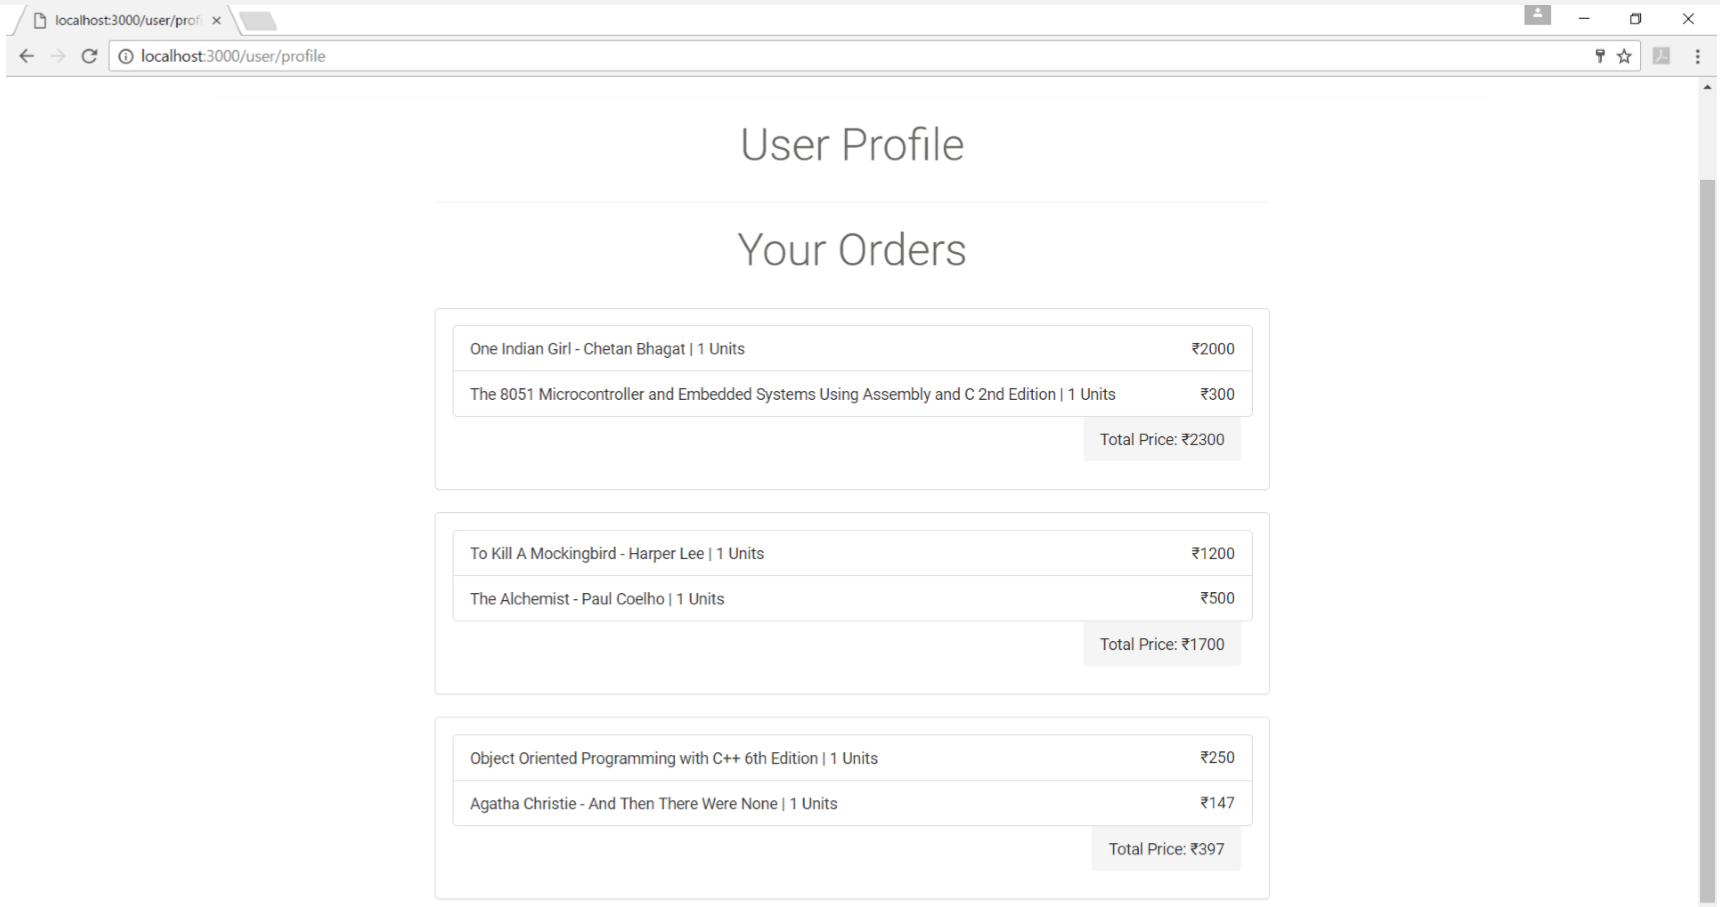 localhost:3000/user/profi
localhost:3000/user/profile
User Profile
Your Orders
One Indian Girl - Chetan Bhagat | 1 Units ₹2000
The 8051 Microcontroller and Embedded Systems Using Assembly and C 2nd Edition | 1 Units ₹300
Total Price: ₹2300
To Kill A Mockingbird - Harper Lee | 1 Units ₹1200
The Alchemist - Paul Coelho | 1 Units ₹500
Total Price: ₹1700
Object Oriented Programming with C++ 6th Edition | 1 Units ₹250
Agatha Christie - And Then There Were None | 1 Units ₹147
Total Price: ₹397